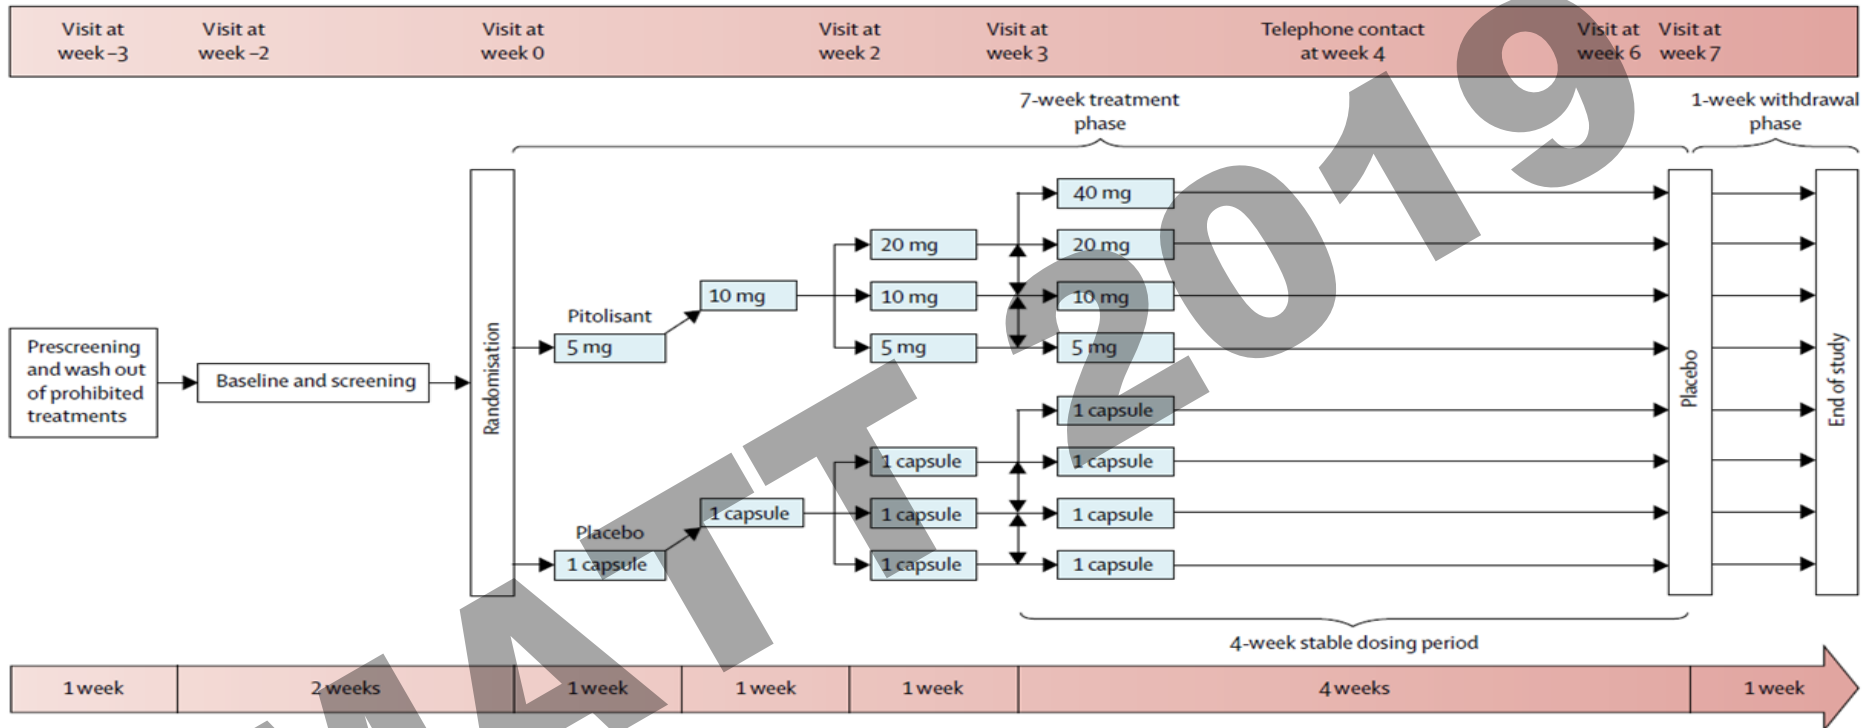 Visit at
week –3
Visit at
week –2
Visit at
week 0
Visit at
week 2
Visit at
week 3
Telephone contact
at week 4
Visit at
week 6
Visit at
week 7
7-week treatment
phase
1-week withdrawal
phase
Prescreening
and wash out
of prohibited
treatments
Baseline and screening
Randomisation
Pitolisant
5 mg
10 mg
20 mg
10 mg
5 mg
40 mg
20 mg
10 mg
5 mg
Placebo
1 capsule
1 capsule
1 capsule
1 capsule
1 capsule
1 capsule
1 capsule
1 capsule
1 capsule
Placebo
End of study
4-week stable dosing period
1 week
2 weeks
1 week
1 week
1 week
4 weeks
1 week
2019